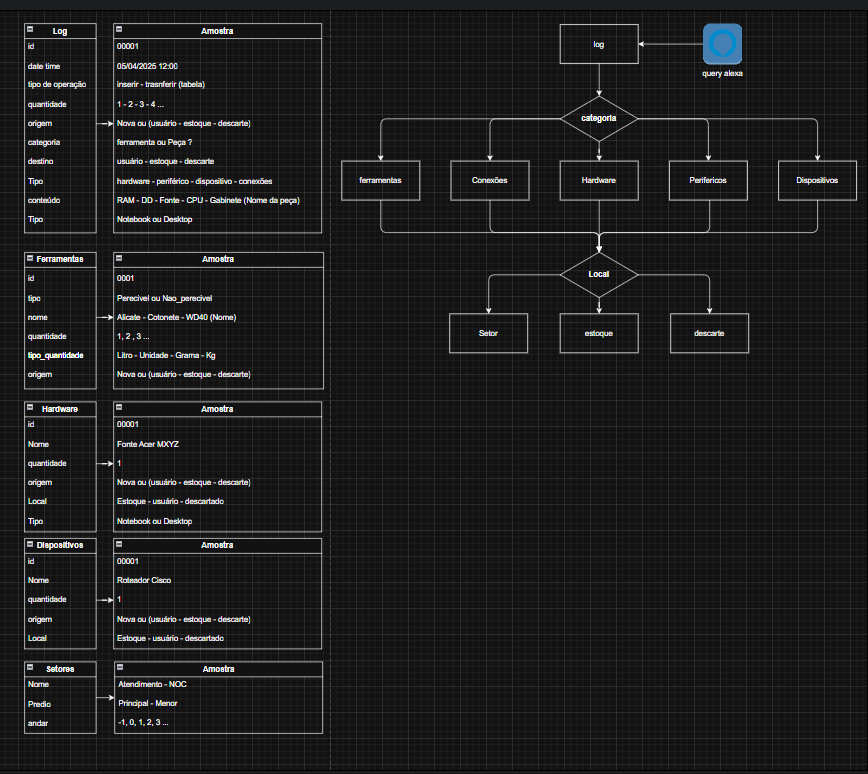 Log
Amostra
id
00001
date time
05/04/2025 12:00
tipo de operação
inserir - trasnferir (tabela)
quantidade
1 - 2 - 3 - 4 ...
origem
Nova ou (usuário - estoque - descarte)
categoria
ferramenta ou Peça ?
destino
usuário - estoque - descarte
Tipo
hardware - periférico - dispositivo - conexões
conteúdo
RAM - DD - Fonte - CPU - Gabinete (Nome da peça)
Tipo
Notebook ou Desktop
Ferramentas
Amostra
id
0001
tipo
Perecivel ou Nao_perecivel
nome
Alicate - Cotonete - WD40 (Nome)
quantidade
1, 2 , 3 ...
tipo_quantidade
Litro - Unidade - Grama - Kg
origem
Nova ou (usuário - estoque - descarte)
Hardware
Amostra
id
00001
Nome
Fonte Acer MXYZ
quantidade
1
origem
Nova ou (usuário - estoque - descarte)
Local
Estoque - usuário - descartado
Tipo
Notebook ou Desktop
Dispositivos
Amostra
id
00001
Nome
Roteador Cisco
quantidade
1
origem
Nova ou (usuário - estoque - descarte)
Local
Estoque - usuário - descartado
Setores
Amostra
Nome
Atendimento - NOC
Predio
Principal - Menor
andar
-1, 0, 1, 2, 3 ...
log
query alexa
categoria
ferramentas
Conexões
Hardware
Perifericos
Dispositivos
Local
Setor
estoque
descarte